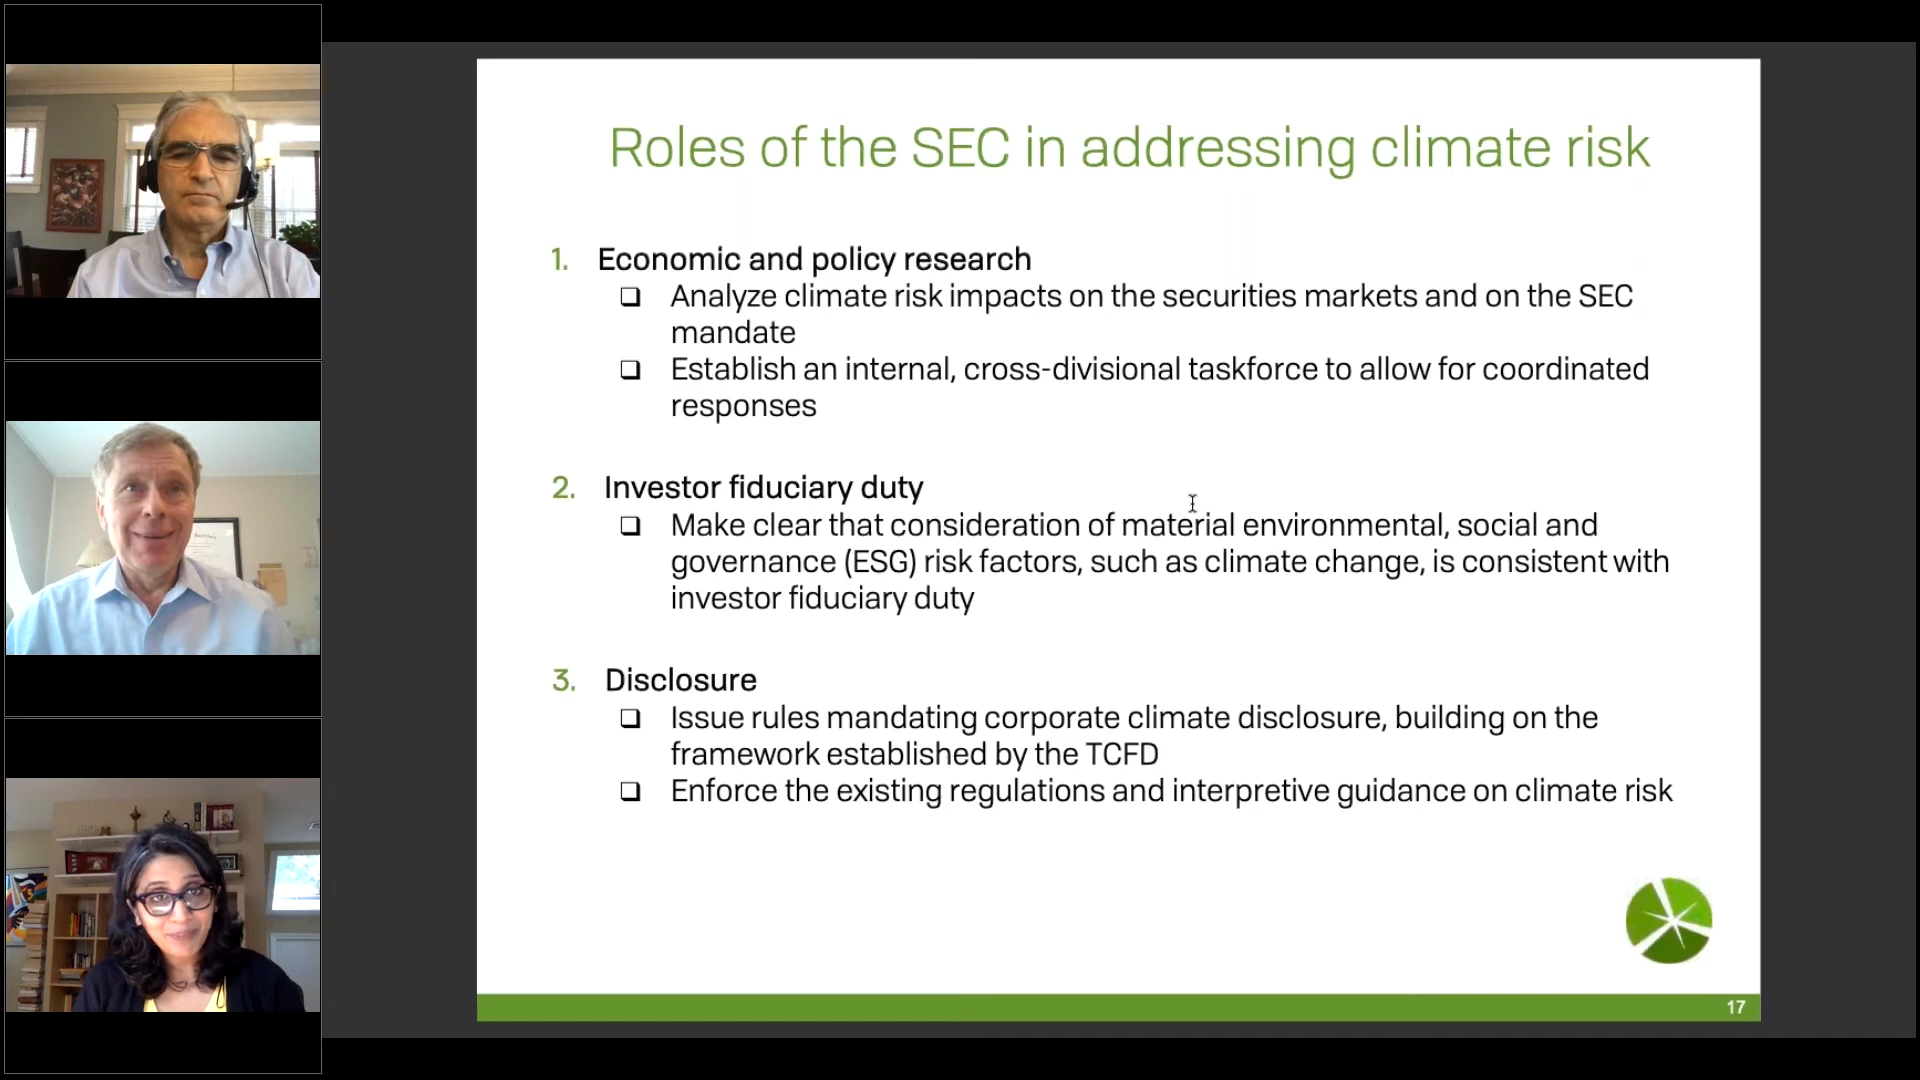 Roles of the SEC in addressing climate risk
1. Economic and policy research
❑ Analyze climate risk impacts on the securities markets and on the SEC
mandate
❑ Establish an internal, cross-divisional taskforce to allow for coordinated
responses
2. Investor fiduciary duty
❑ Make clear that consideration of material environmental, social and
governance (ESG) risk factors, such as climate change, is consistent with
investor fiduciary duty
3. Disclosure
❑ Issue rules mandating corporate climate disclosure, building on the
framework established by the TCFD
❑ Enforce the existing regulations and interpretive guidance on climate risk
17